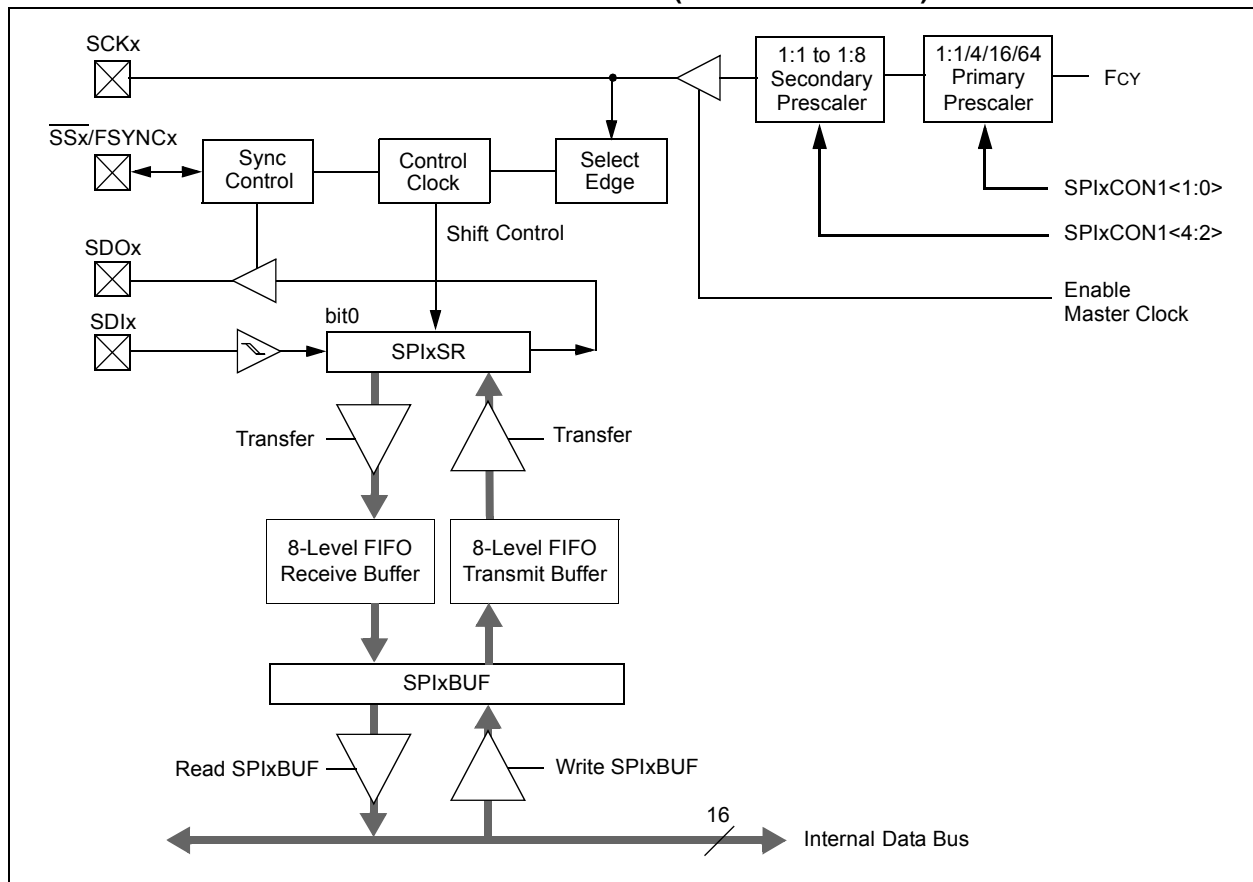 SCKx
1:1 to 1:8
Secondary
Prescaler
1:1/4/16/64
Primary
Prescaler
FCY
SSx/FSYNCx
Sync
Control
Control
Clock
Select
Edge
SPIxCON1<1:0>
Shift Control
SPIxCON1<4:2>
SDOx
Enable
Master Clock
SDIx
bit0
SPIxSR
Transfer
Transfer
8-Level FIFO
Receive Buffer
8-Level FIFO
Transmit Buffer
SPIxBUF
Read SPIxBUF
Write SPIxBUF
16
Internal Data Bus